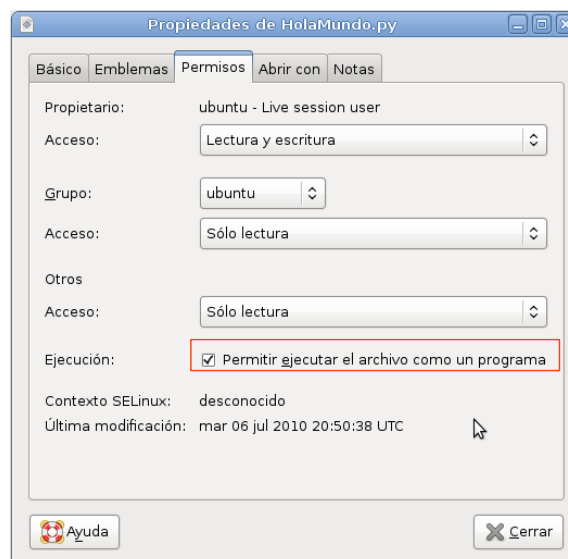 Propiedades de HolaMundo.py
Básico Emblemas Permisos Abrir con Notas
Propietario: ubuntu - Live session user
Acceso: Lectura y escritura
Grupo: ubuntu
Acceso: Sólo lectura
Otros
Acceso: Sólo lectura
Ejecución: Permitir ejecutar el archivo como un programa
Contexto SELinux: desconocido
Última modificación: mar 06 jul 2010 20:50:38 UTC
Ayuda Cerrar